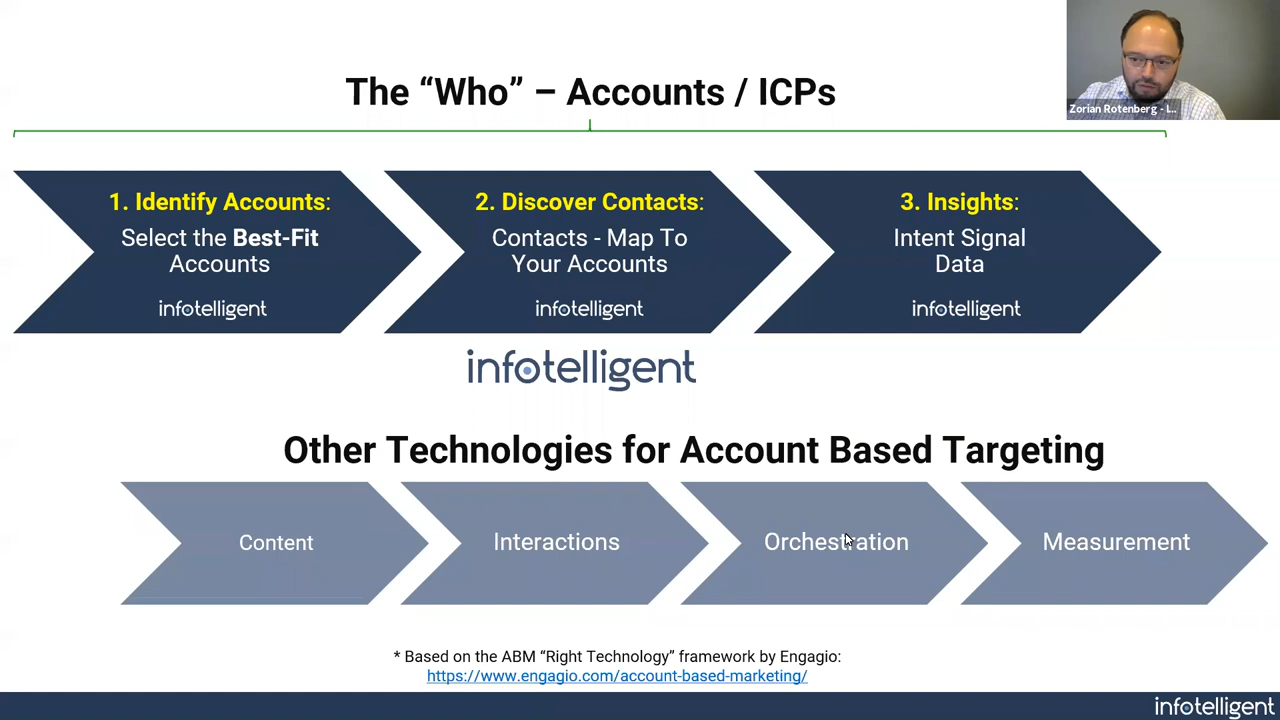 The “Who” – Accounts / ICPs
Zorian Rotenberg - I...
1. Identify Accounts:
Select the Best-Fit
Accounts
infotelligent
2. Discover Contacts:
Contacts - Map To
Your Accounts
infotelligent
3. Insights:
Intent Signal
Data
infotelligent
infotelligent
Other Technologies for Account Based Targeting
Content
Interactions
Orchestration
Measurement
* Based on the ABM “Right Technology” framework by Engagio:
https://www.engagio.com/account-based-marketing/
infotelligent